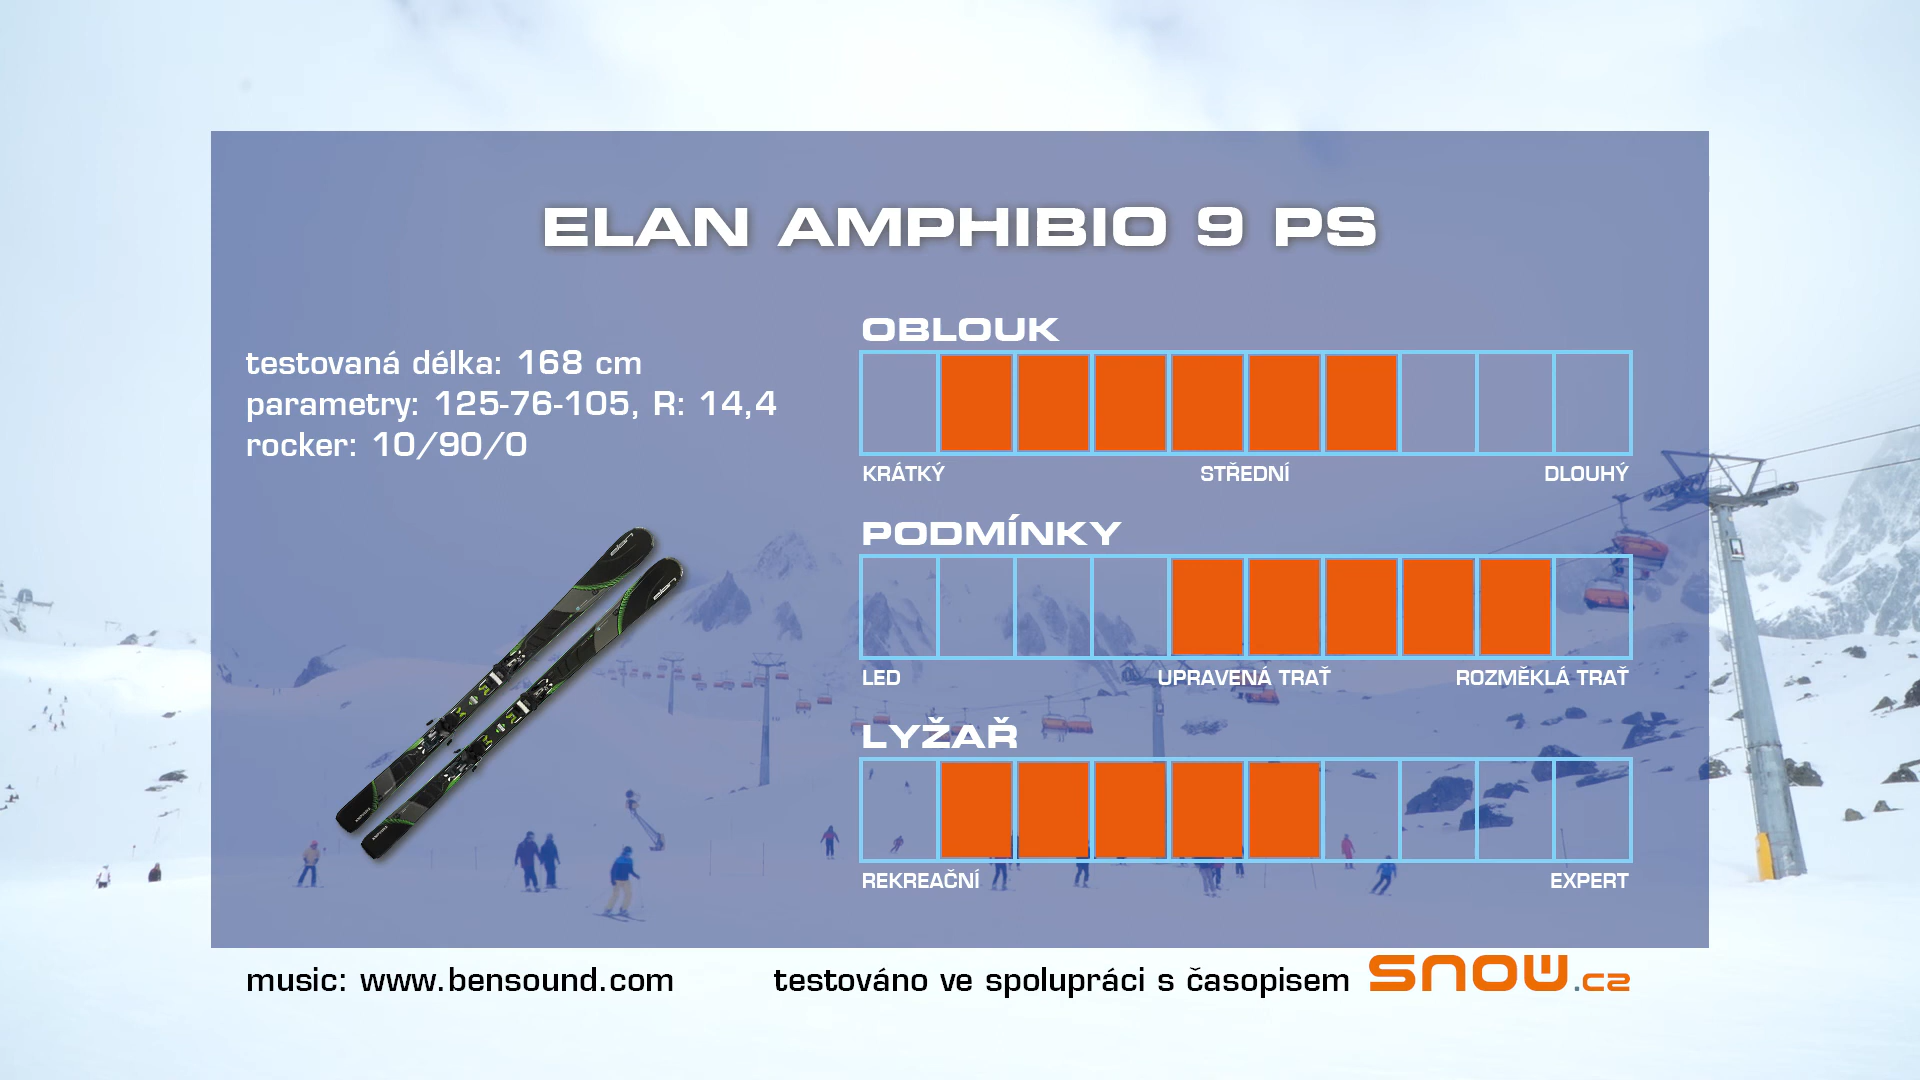 ELAN AMPHIBIO 9 PS
testovaná délka: 168 cm
parametry: 125-76-105, R: 14,4
rocker: 10/90/0
OBLOUK
KRÁTKÝ STŘEDNÍ DLOUHÝ
PODMÍNKY
LED UPRAVENÁ TRAŤ ROZMĚKLÁ TRAŤ
LYŽAŘ
REKREAČNÍ EXPERT
elan
elan
music: www.bensound.com
testováno ve spolupráci s časopisem snow.cz